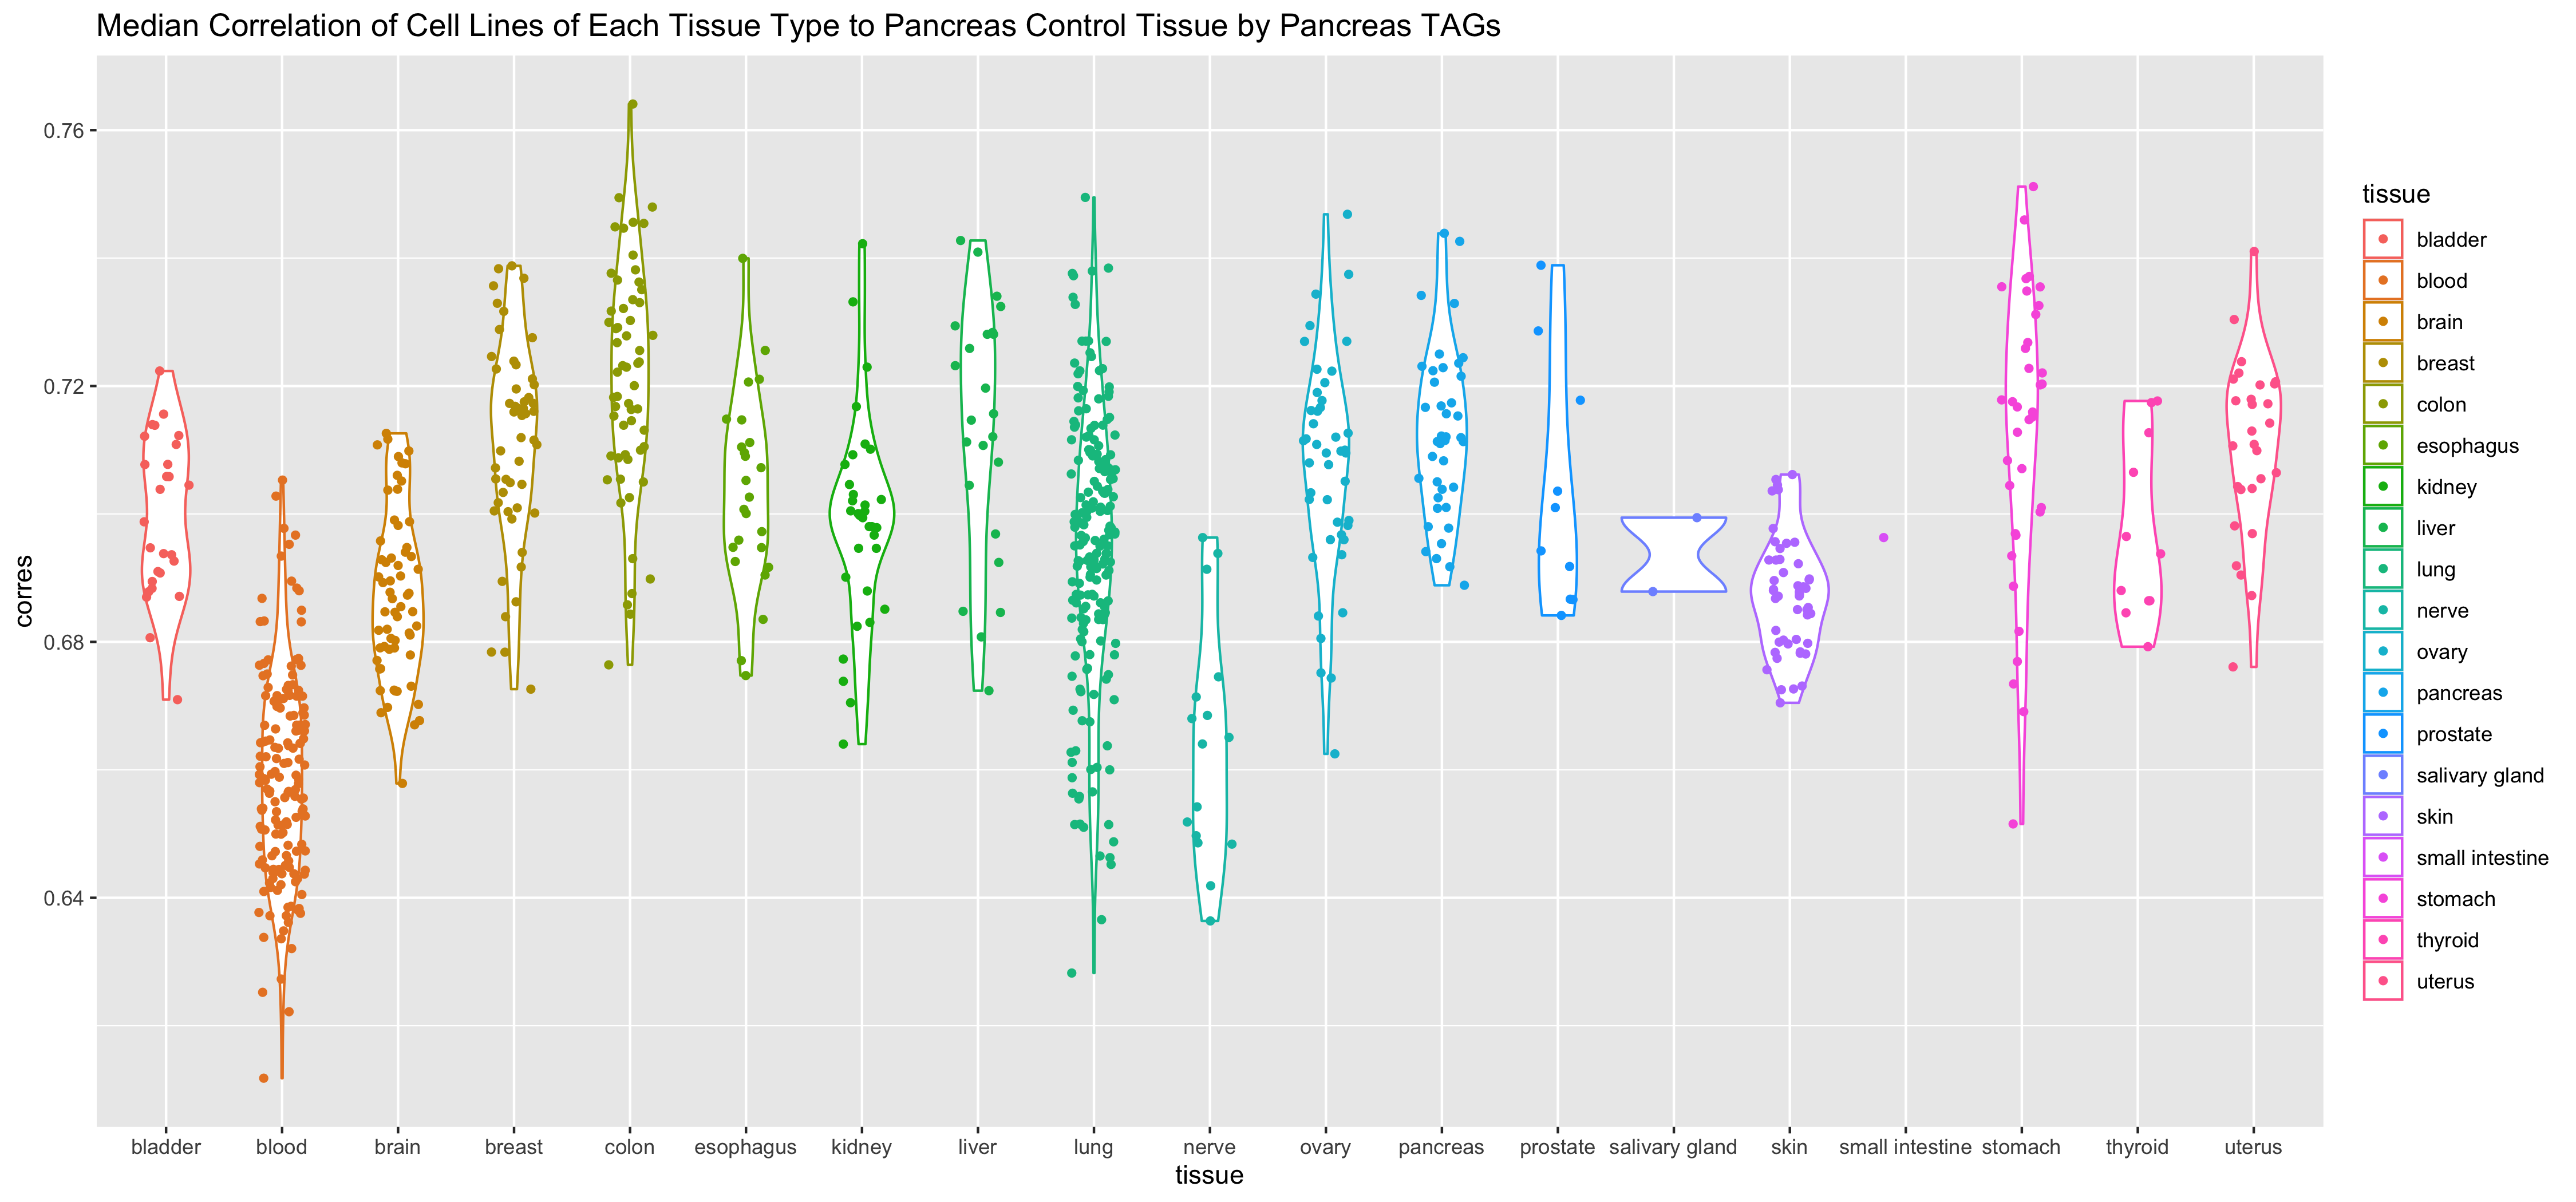 Median Correlation of Cell Lines of Each Tissue Type to Pancreas Control Tissue by Pancreas TAGs
corres
0.76
0.72
0.68
0.64
bladder blood brain breast colon esophagus kidney liver lung nerve ovary pancreas prostate salivary gland skin small intestine stomach thyroid uterus
tissue
tissue
bladder
blood
brain
breast
colon
esophagus
kidney
liver
lung
nerve
ovary
pancreas
prostate
salivary gland
skin
small intestine
stomach
thyroid
uterus